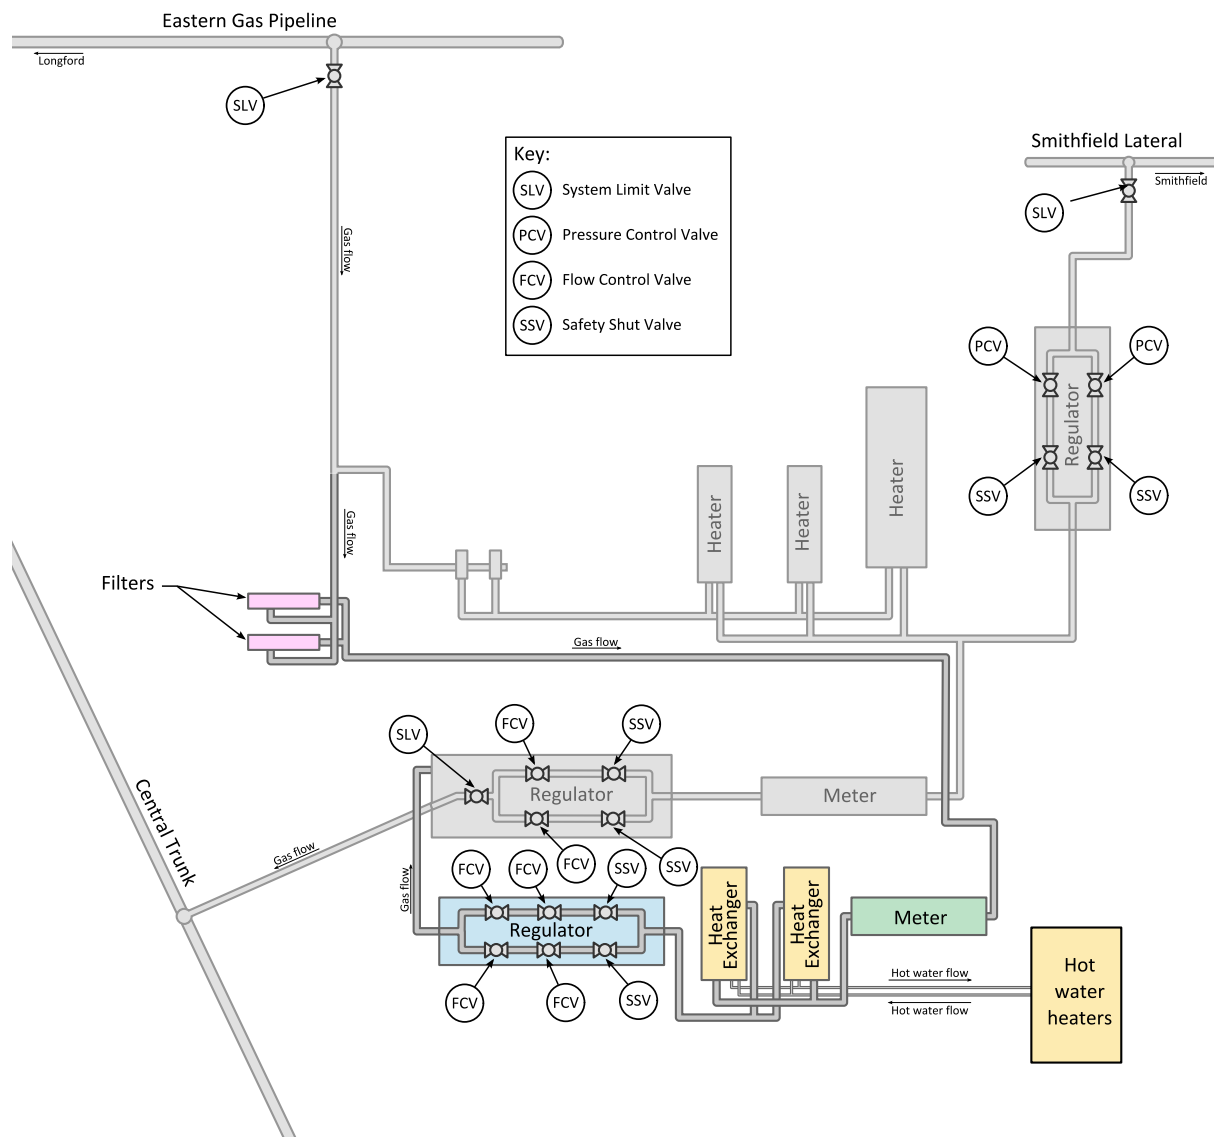 Eastern Gas Pipeline
Longford
SLV
Smithfield Lateral
Smithfield
SLV
Key:
SLV System Limit Valve
PCV Pressure Control Valve
FCV Flow Control Valve
SSV Safety Shut Valve
Gas flow
PCV
PCV
Regulator
SSV
SSV
Heater
Heater
Heater
Gas flow
Filters
Gas flow
SLV
FCV
SSV
Regulator
Meter
Central Trunk
Gas flow
FCV
SSV
Gas flow
FCV
FCV
SSV
Regulator
FCV
FCV
SSV
Heat
Exchanger
Heat
Exchanger
Meter
Hot water flow
Hot water flow
Hot
water
heaters